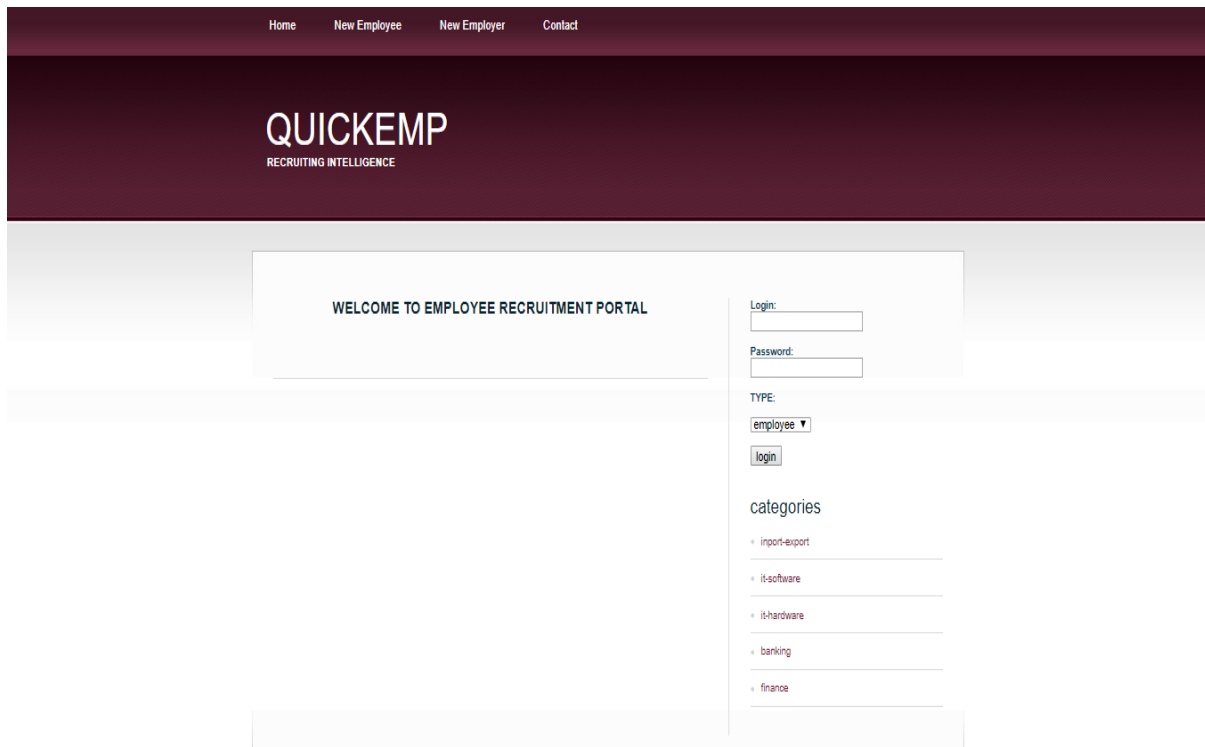 Home New Employee New Employer Contact
QUICKEMP
RECRUITING INTELLIGENCE
WELCOME TO EMPLOYEE RECRUITMENT PORTAL
Login:
Password:
TYPE:
employee
login
categories
inport-export
it-software
it-hardware
banking
finance